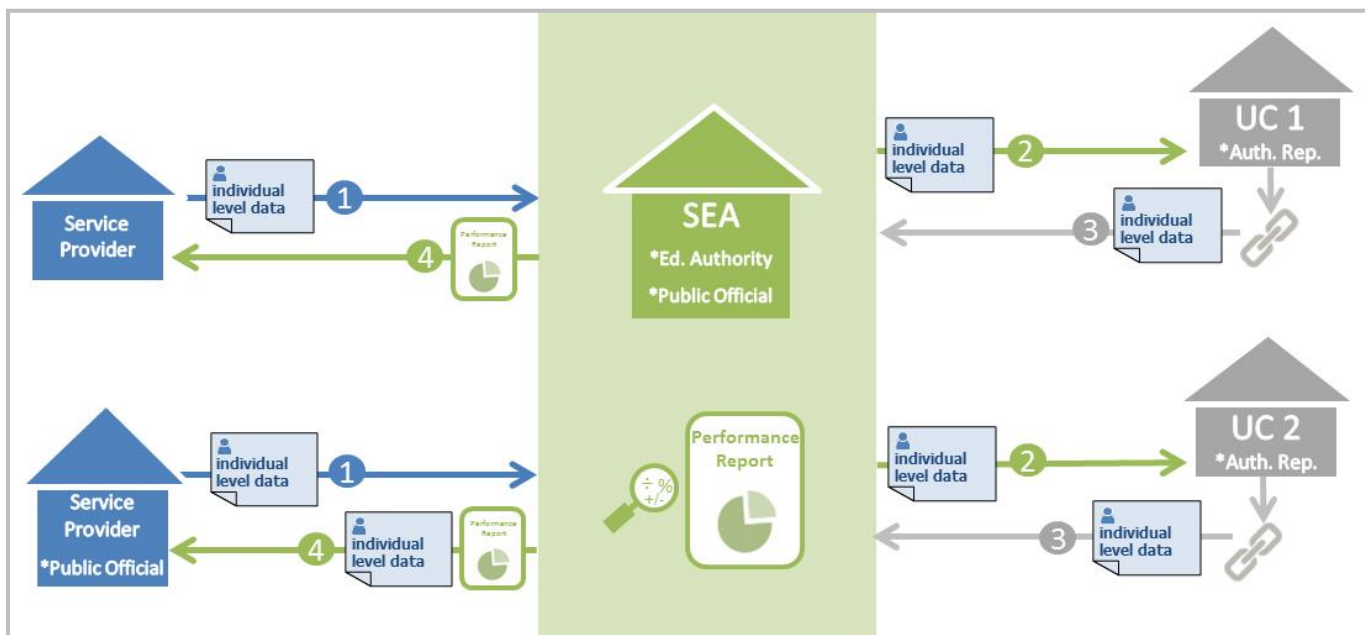 Service
Provider
individual
level data
1
4
Performance
Report
SEA
*Ed. Authority
*Public Official
individual
level data
2
UC 1
*Auth. Rep.
3
individual
level data
Service
Provider
*Public Official
individual
level data
1
4
individual
level data
Performance
Report
÷ %
+/-
Performance
Report
individual
level data
2
UC 2
*Auth. Rep.
3
individual
level data